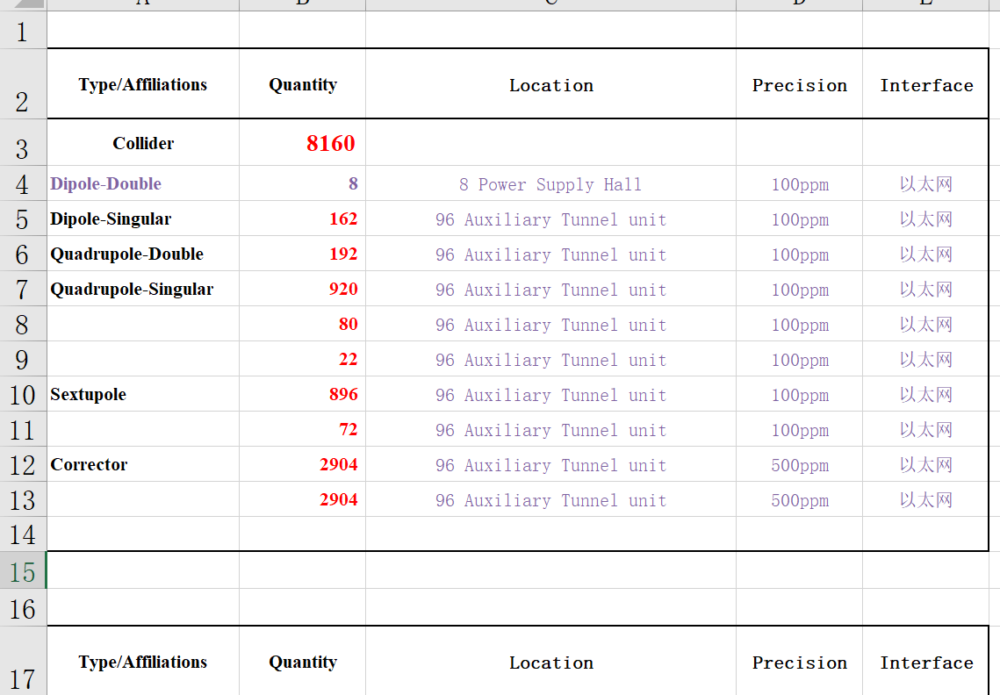 1
2 Type/Affiliations Quantity Location Precision Interface
3 Collider 8160
4 Dipole-Double 8 8 Power Supply Hall 100ppm 以太网
5 Dipole-Singular 162 96 Auxiliary Tunnel unit 100ppm 以太网
6 Quadrupole-Double 192 96 Auxiliary Tunnel unit 100ppm 以太网
7 Quadrupole-Singular 920 96 Auxiliary Tunnel unit 100ppm 以太网
8 80 96 Auxiliary Tunnel unit 100ppm 以太网
9 22 96 Auxiliary Tunnel unit 100ppm 以太网
10 Sextupole 896 96 Auxiliary Tunnel unit 100ppm 以太网
11 72 96 Auxiliary Tunnel unit 100ppm 以太网
12 Corrector 2904 96 Auxiliary Tunnel unit 500ppm 以太网
13 2904 96 Auxiliary Tunnel unit 500ppm 以太网
14
15
16
17 Type/Affiliations Quantity Location Precision Interface